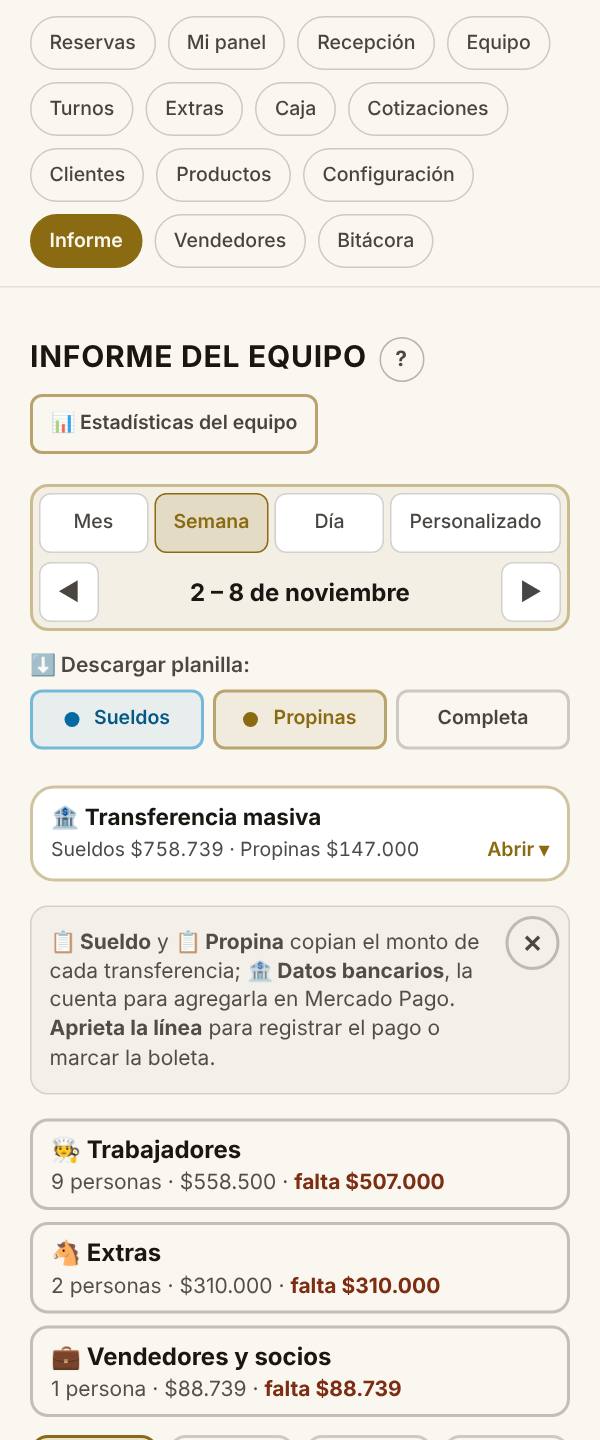 Reservas Mi panel Recepción Equipo
Turnos Extras Caja Cotizaciones
Clientes Productos Configuración
Informe Vendedores Bitácora
INFORME DEL EQUIPO ?
📊 Estadísticas del equipo
Mes Semana Día Personalizado
◀ 2 – 8 de noviembre ▶
⬇️ Descargar planilla:
● Sueldos ● Propinas Completa
🏦 Transferencia masiva
Sueldos $758.739 · Propinas $147.000 Abrir ▾
📋 Sueldo y 📋 Propina copian el monto de ✕
cada transferencia; 🏦 Datos bancarios, la
cuenta para agregarla en Mercado Pago.
Aprieta la línea para registrar el pago o
marcar la boleta.
🧑‍🍳 Trabajadores
9 personas · $558.500 · falta $507.000
🐴 Extras
2 personas · $310.000 · falta $310.000
💼 Vendedores y socios
1 persona · $88.739 · falta $88.739